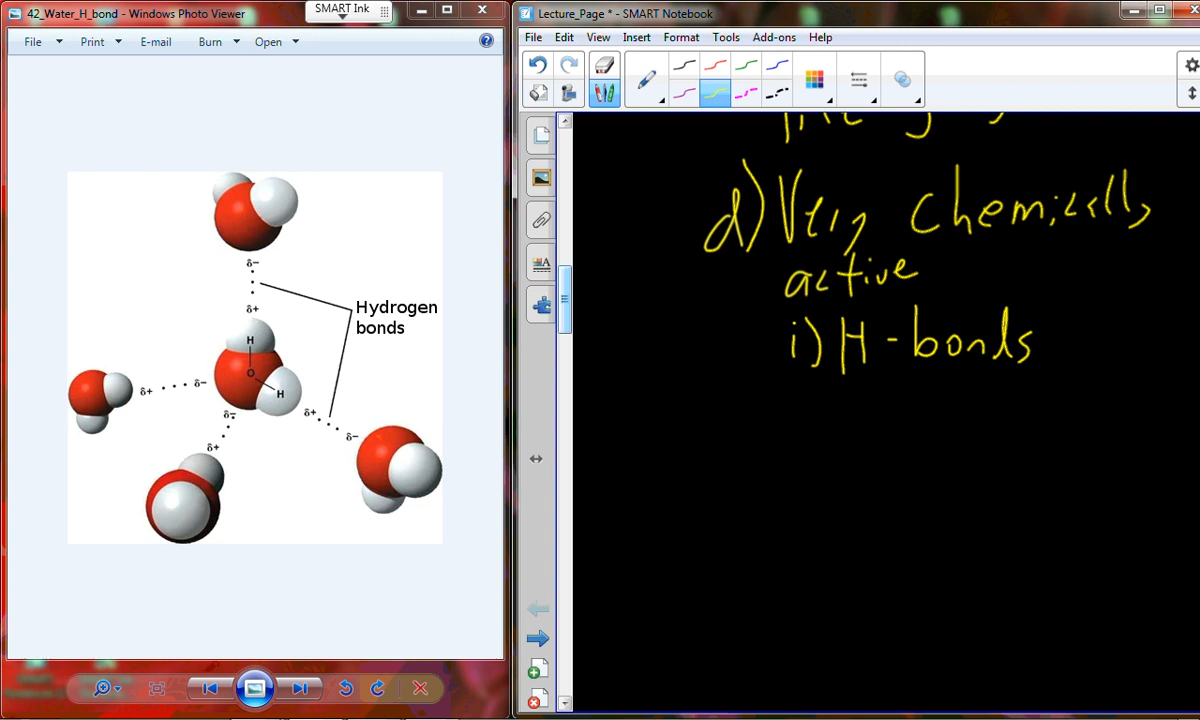 42_Water_H_bond - Windows Photo Viewer
SMART Ink
File Print E-mail Burn Open
δ−
δ+
Hydrogen
bonds
H
O
H
δ+ δ−
δ− δ+
δ+ δ−
Lecture_Page * - SMART Notebook
File Edit View Insert Format Tools Add-ons Help
d) Very Chemically
active
i) H-bonds